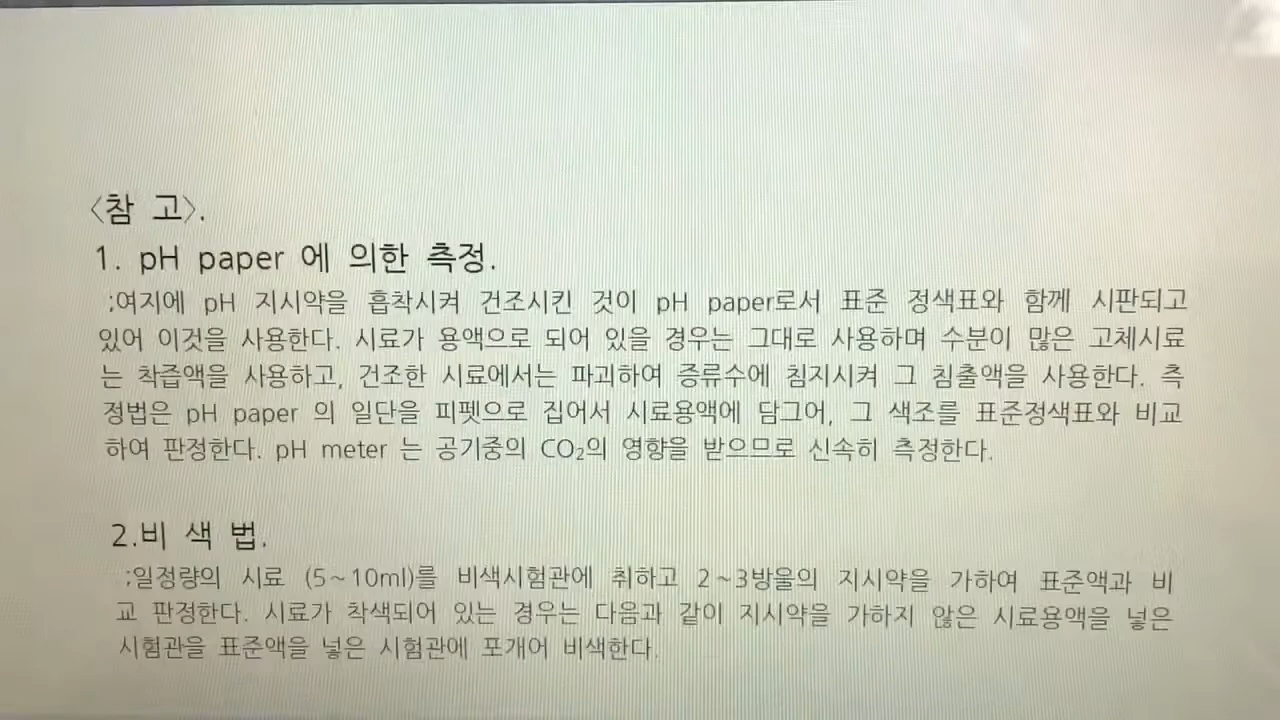 〈참 고〉.
1. pH paper 에 의한 측정.
;여지에 pH 지시약을 흡착시켜 건조시킨 것이 pH paper로서 표준 정색표와 함께 시판되고
있어 이것을 사용한다. 시료가 용액으로 되어 있을 경우는 그대로 사용하며 수분이 많은 고체시료
는 착즙액을 사용하고, 건조한 시료에서는 파괴하여 증류수에 침지시켜 그 침출액을 사용한다. 측
정법은 pH paper 의 일단을 피펫으로 집어서 시료용액에 담그어, 그 색조를 표준정색표와 비교
하여 판정한다. pH meter 는 공기중의 CO₂의 영향을 받으므로 신속히 측정한다.
2.비 색 법.
;일정량의 시료 (5~10ml)를 비색시험관에 취하고 2~3방울의 지시약을 가하여 표준액과 비
교 판정한다. 시료가 착색되어 있는 경우는 다음과 같이 지시약을 가하지 않은 시료용액을 넣은
시험관을 표준액을 넣은 시험관에 포개어 비색한다.